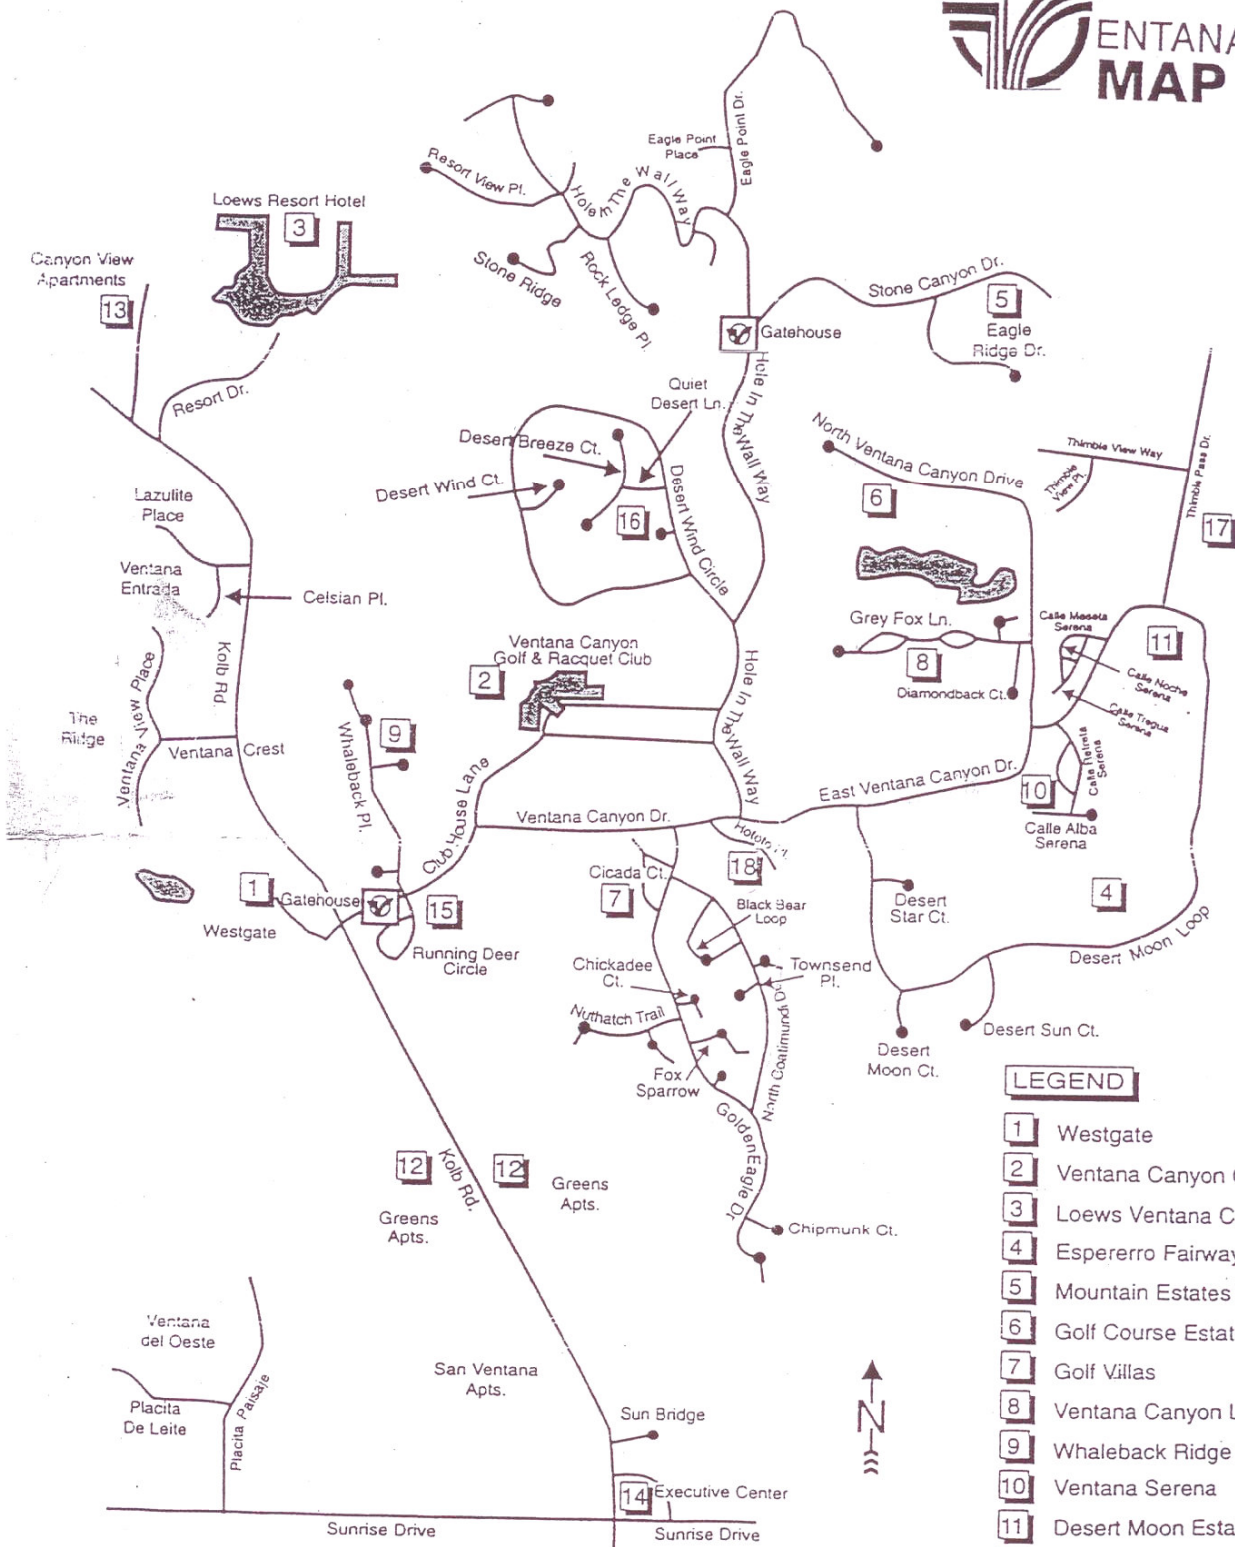 ENTANA
MAP
Eagle Point
Place
Eagle Point Dr.
Resort View Pl.
Hole In The Wall Way
Loews Resort Hotel
3
Stone Ridge
Rock Ledge Pl.
Stone Canyon Dr.
Canyon View
Apartments
13
5
Eagle
Ridge Dr.
Gatehouse
Resort Dr.
Quiet
Desert Ln.
Hole In The Wall Way
Desert Breeze Ct.
North Ventana Canyon Drive
Thimble View Way
Thimble
View Pl.
Thimble Pass Dr.
Desert Wind Ct.
Desert Wind Circle
16
6
17
Lazulite
Place
Ventana
Entrada
Celsian Pl.
Grey Fox Ln.
Calle Meseta
Serena
11
Kolb Rd
Ventana Canyon
Golf & Racquet Club
2
8
Diamondback Ct.
Calle Noche
Serena
Calle Tregua
Serena
Hole In The Wall Way
Ventana View Place
The
Ridge
Ventana Crest
9
Whaleback Pl.
Calle Retreta
Serena
East Ventana Canyon Dr.
10
Calle Alba
Serena
Club House Lane
Ventana Canyon Dr.
18
Cicada Ct.
7
Black Bear
Loop
Desert
Star Ct.
4
1
Gatehouse
15
Westgate
Running Deer
Circle
Desert Moon Loop
Chickadee
Ct.
Townsend
Pl.
Nuthatch Trail
North Coatimundi Dr.
Desert Sun Ct.
Desert
Moon Ct.
Fox
Sparrow
Golden Eagle Dr
LEGEND
1 Westgate
2 Ventana Canyon
3 Loews Ventana C
4 Espererro Fairway
5 Mountain Estates
6 Golf Course Estat
7 Golf Villas
8 Ventana Canyon L
9 Whaleback Ridge
10 Ventana Serena
11 Desert Moon Esta
12
Kolb Rd.
12
Greens
Apts.
Greens
Apts.
Chipmunk Ct.
Ventana
del Oeste
San Ventana
Apts.
Placita
De Leite
Placita Paisaje
Sun Bridge
N
14 Executive Center
Sunrise Drive
Sunrise Drive